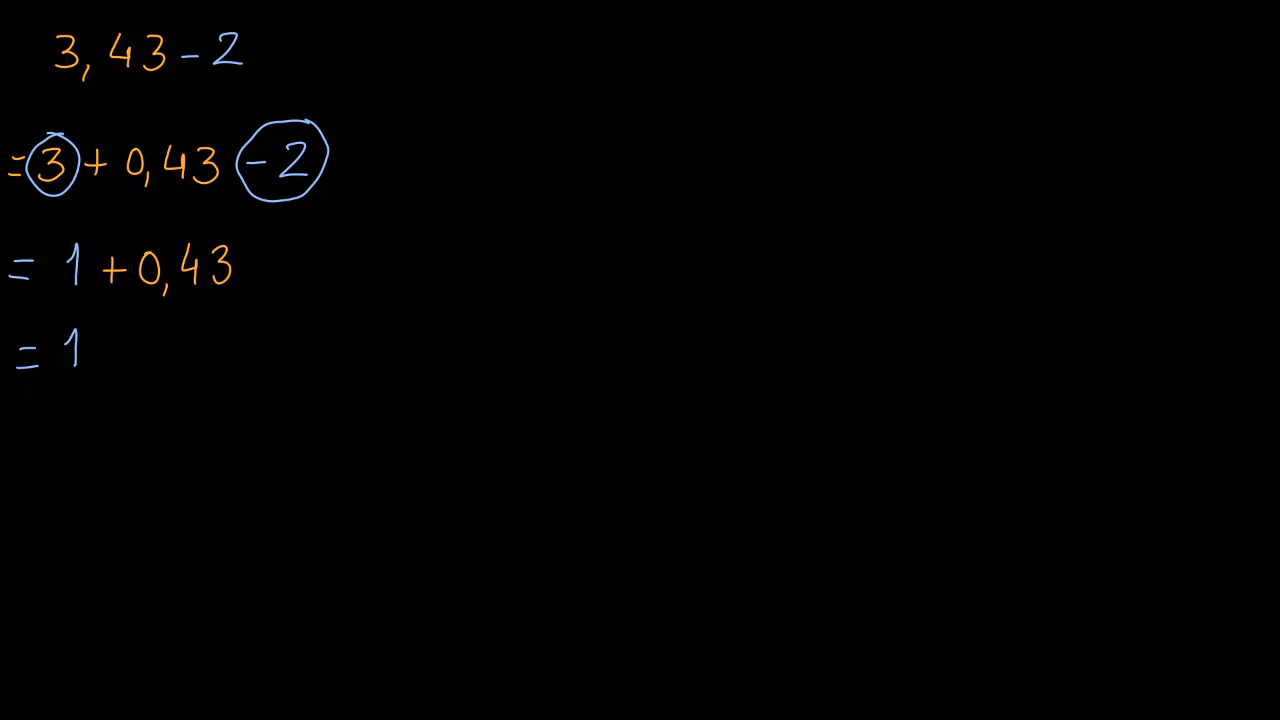 3,43 - 2
= 3 + 0,43 - 2
= 1 + 0,43
= 1